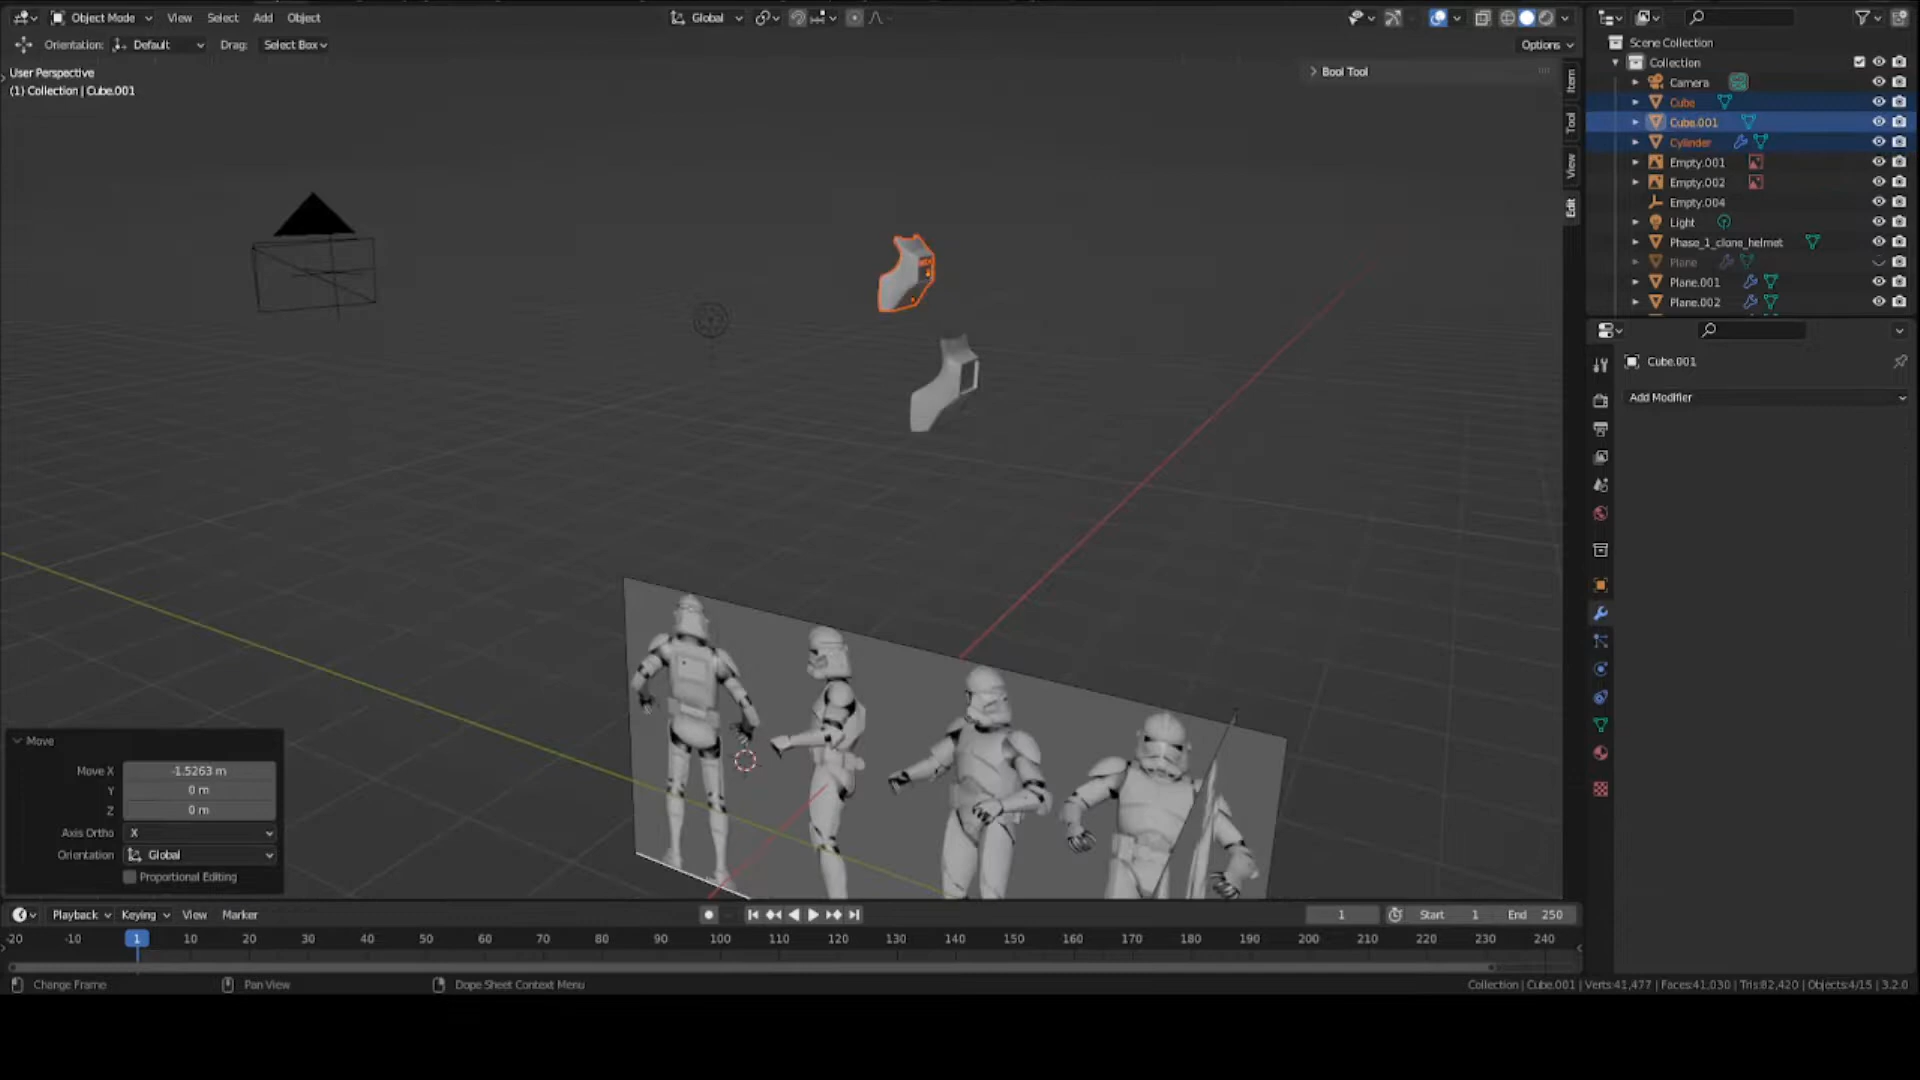 Object Mode View Select Add Object Global
Orientation: Default Drag: Select Box Options
User Perspective
(1) Collection | Cube.001
Bool Tool
Item
Tool
View
Edit
Scene Collection
Collection
Camera
Cube
Cube.001
Cylinder
Empty.001
Empty.002
Empty.004
Light
Phase_1_clone_helmet
Plane
Plane.001
Plane.002
Cube.001
Add Modifier
Move
Move X -1.5263 m
Y 0 m
Z 0 m
Axis Ortho X
Orientation Global
Proportional Editing
Playback Keying View Marker 1 Start 1 End 250
-20 -10 1 10 20 30 40 50 60 70 80 90 100 110 120 130 140 150 160 170 180 190 200 210 220 230 240
Change Frame Pan View Dope Sheet Context Menu Collection | Cube.001 | Verts:41,477 | Faces:41,030 | Tris:82,420 | Objects:4/15 | 3.2.0